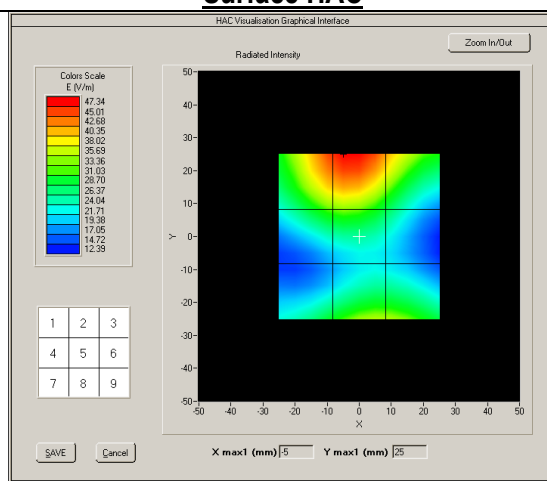 Surface HAC
HAC Visualisation Graphical Interface
Zoom In/Out
Radiated Intensity
Colors Scale
E (V/m)
47.34
45.01
42.68
40.35
38.02
35.69
33.36
31.03
28.70
26.37
24.04
21.71
19.38
17.05
14.72
12.39
50
40
30
20
10
0
-10
-20
-30
-40
-50
Y
-50 -40 -30 -20 -10 0 10 20 30 40 50
X
1 2 3
4 5 6
7 8 9
SAVE
Cancel
X max1 (mm) -5 Y max1 (mm) 25